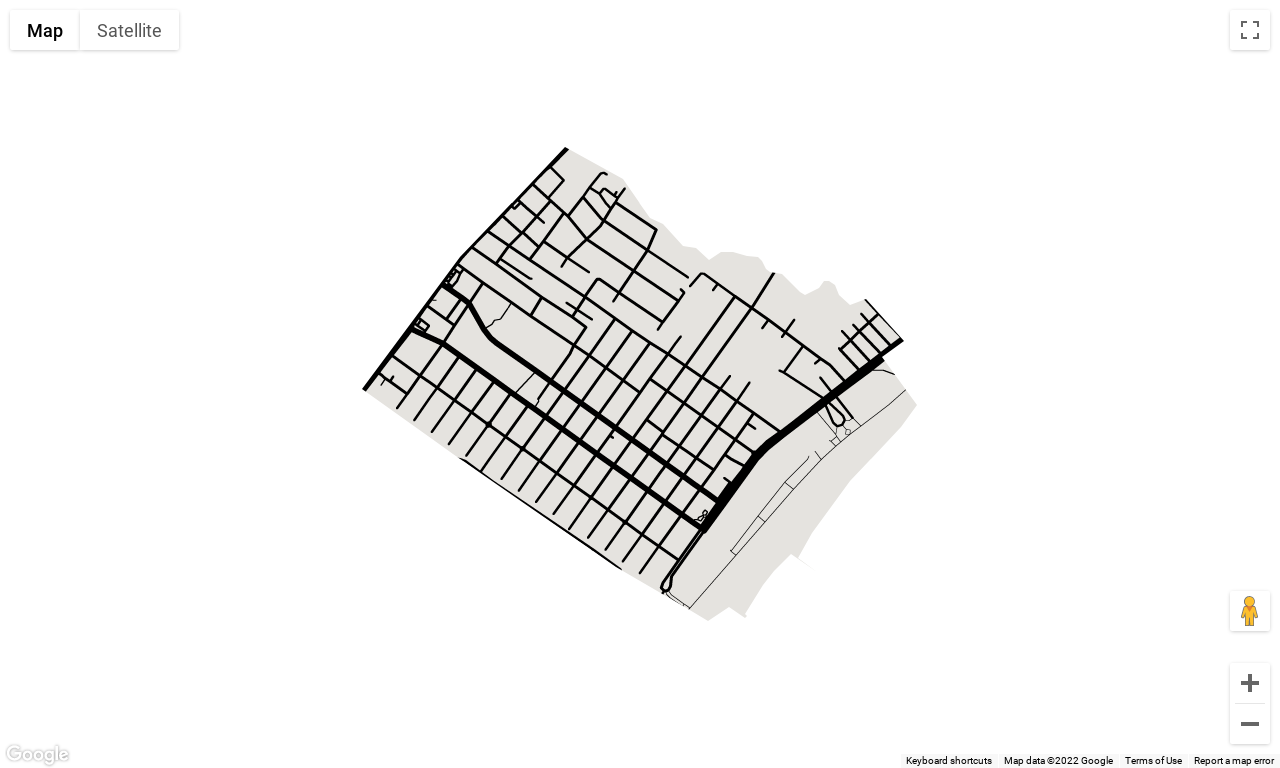 Map
Satellite
Google
Keyboard shortcuts
Map data ©2022 Google
Terms of Use
Report a map error